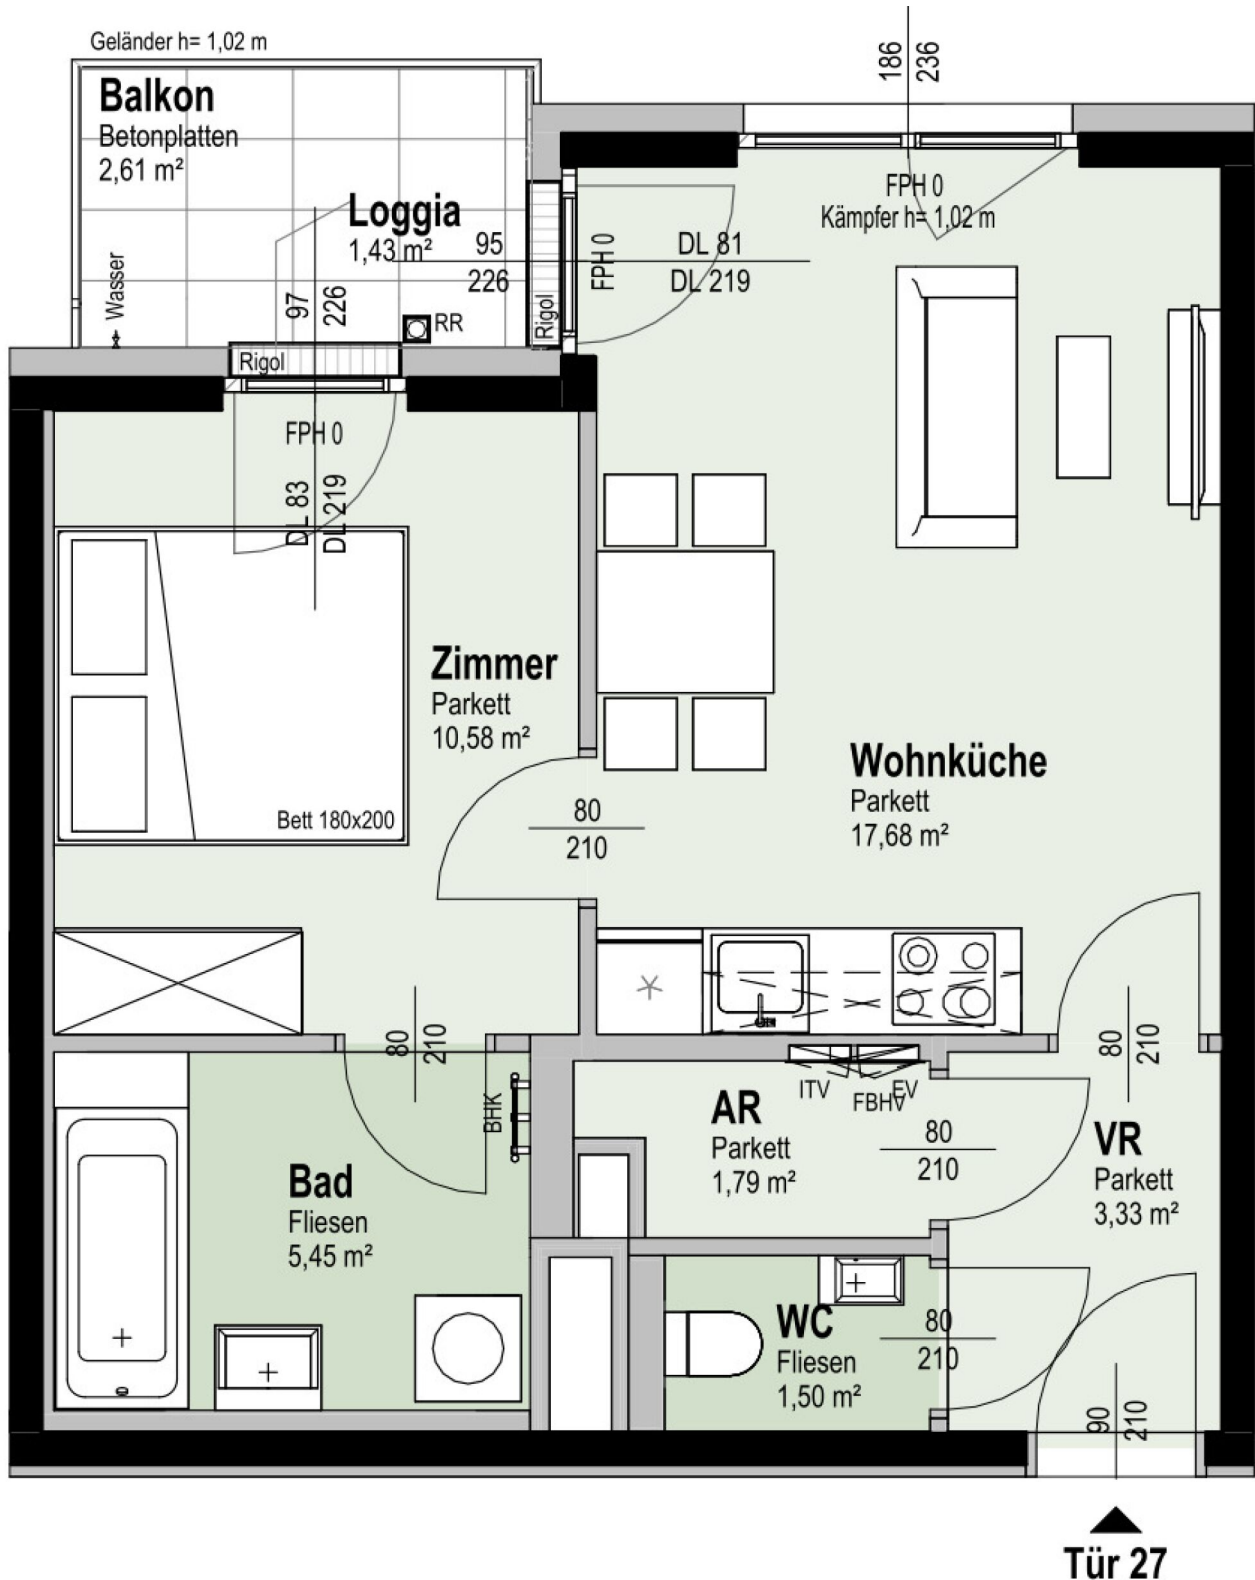 Geländer h= 1,02 m
186
236
Balkon
Betonplatten
2,61 m²
Loggia
1,43 m²
Wasser
97
226
95
226
RR
Rigol
Rigol
FPH 0
DL 81
DL 219
FPH 0
Kämpfer h= 1,02 m
FPH 0
DL 83
DL 219
Zimmer
Parkett
10,58 m²
Bett 180x200
80
210
Wohnküche
Parkett
17,68 m²
80
210
80
210
BHK
Bad
Fliesen
5,45 m²
ITV
FBHV
EV
AR
Parkett
1,79 m²
80
210
VR
Parkett
3,33 m²
WC
Fliesen
1,50 m²
80
210
90
210
Tür 27